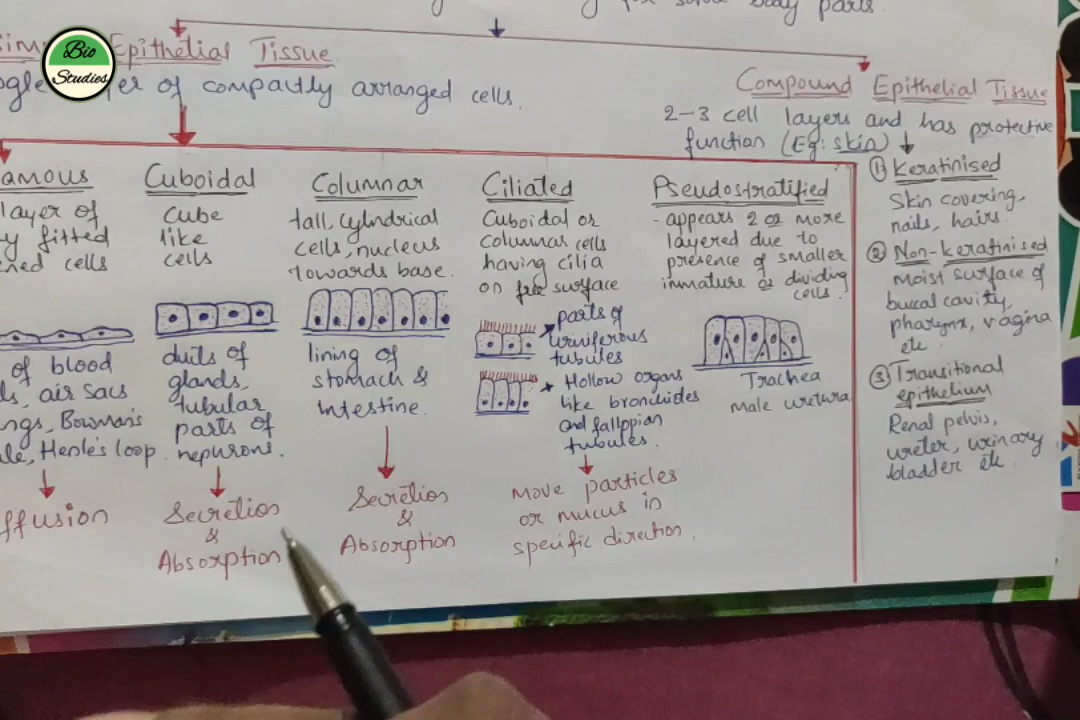 for some body parts.
Bio
Studies
Epithelial Tissue
of compactly arranged cells.
Compound Epithelial Tissue
2-3 cell layers and has protective
function (Eg: skin)
layer of
fitted
cells
of blood
air sacs
Bowman's
Henle's loop.
Cuboidal
Cube
like
cells
ducts of
glands,
tubular
parts of
nephrons.
Secretion
&
Absorption
Columnar
tall, cylindrical
cells, nucleus
towards base.
lining of
stomach &
intestine.
Secretion
&
Absorption
Ciliated
Cuboidal or
columnar cells
having cilia
on free surface
parts of
uriniferous
tubules
* Hollow organs
like bronchioles
and fallopian
tubules.
Move particles
or mucus in
specific direction.
Pseudostratified
- appears 2 or more
layered due to
presence of smaller
immature or dividing
cells.
Trachea
male uretura
① Keratinised
Skin covering,
nails, hairs.
② Non-keratinised
moist surface of
buccal cavity,
pharynx, vagina
etc.
③ Transitional
epithelium
Renal pelvis,
ureter, urinary
bladder etc.